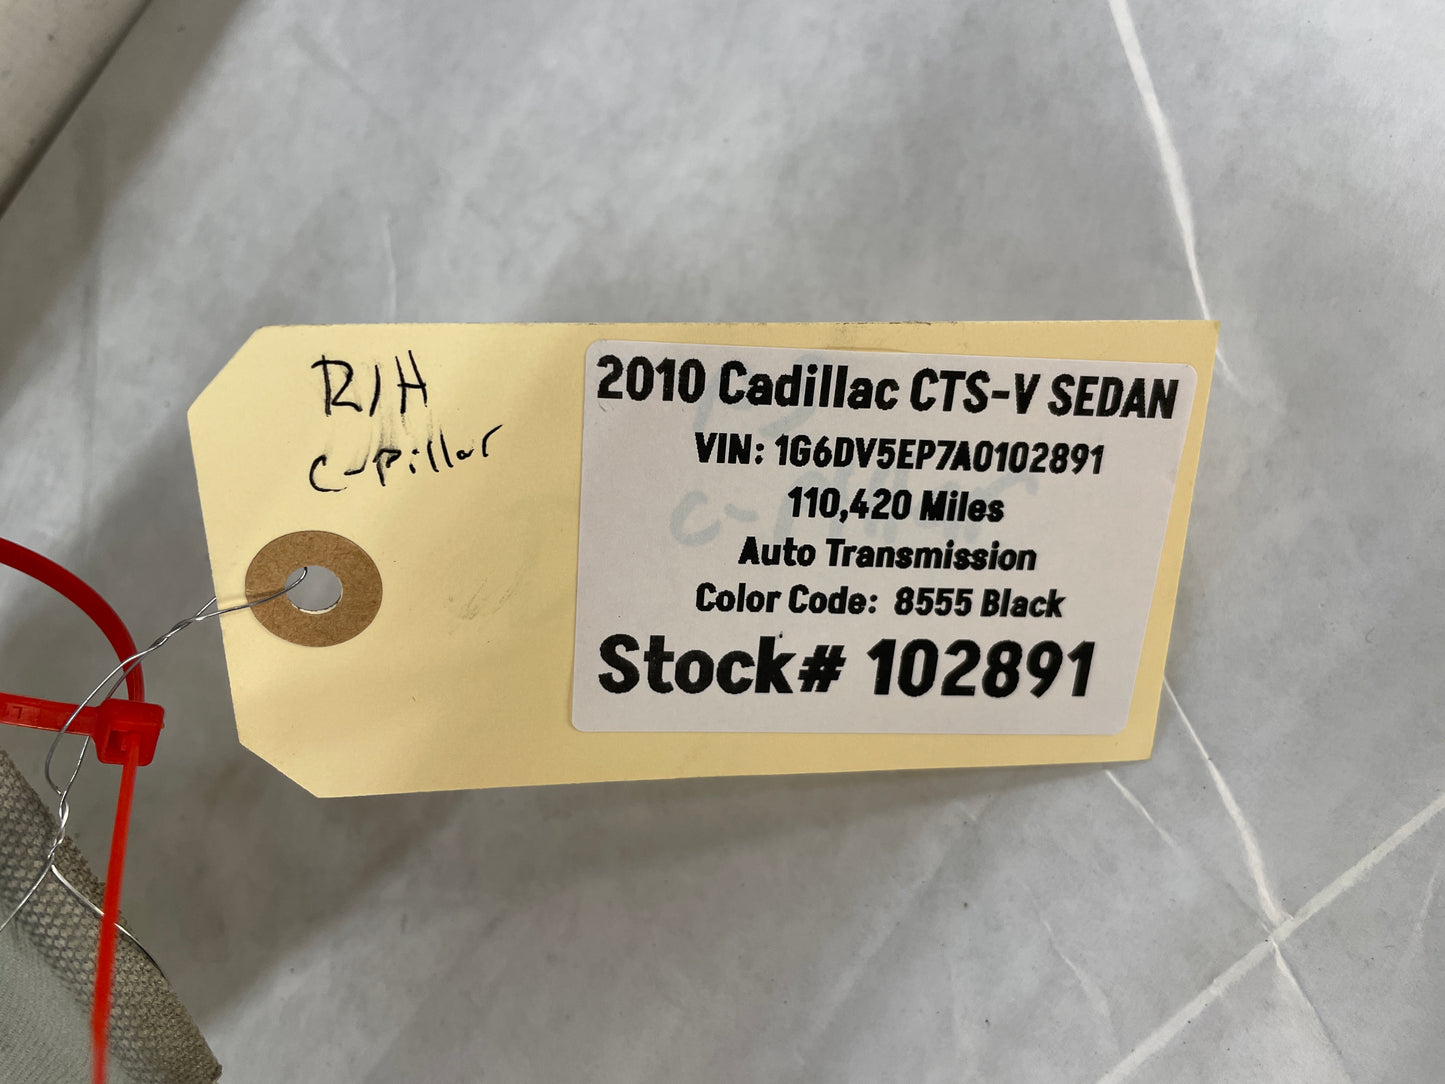 R/H
C-Pillar
2010 Cadillac CTS-V SEDAN
VIN: 1G6DV5EP7A0102891
110,420 Miles
Auto Transmission
Color Code: 8555 Black
Stock# 102891